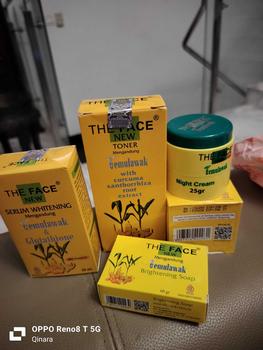 THE FACE®
NEW
TONER
Mengandung
Temulawak
with
curcuma
xanthorrhiza
root
extract
THE FACE
Temulawak
Night Cream
25gr
THE FACE®
NEW
SERUM WHITENING
Mengandung
Temulawak
&
Glutathione
THE FACE®
NEW
Mengandung
Temulawak
Brightening Soap
OPPO Reno8 T 5G
Qinara